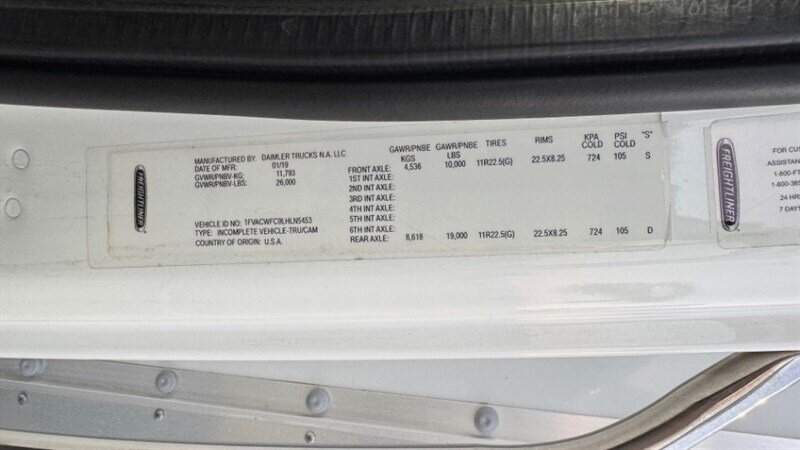 FREIGHTLINER
MANUFACTURED BY: DAIMLER TRUCKS N.A. LLC
DATE OF MFR: 01/19
GVWR/PNBV-KG: 11,793
GVWR/PNBV-LBS: 26,000
VEHICLE ID NO: 1FVACWFC9LHLN5453
TYPE: INCOMPLETE VEHICLE-TRU/CAM
COUNTRY OF ORIGIN: U.S.A.
GAWR/PNBE GAWR/PNBE TIRES RIMS KPA PSI "S"
KGS LBS COLD COLD
FRONT AXLE: 4,536 10,000 11R22.5(G) 22.5X8.25 724 105 S
1ST INT AXLE:
2ND INT AXLE:
3RD INT AXLE:
4TH INT AXLE:
5TH INT AXLE:
6TH INT AXLE:
REAR AXLE: 8,618 19,000 11R22.5(G) 22.5X8.25 724 105 D
FREIGHTLINER
FOR CUS
ASSISTAN
1-800-FT
1-800-385
24 HR
7 DAYS